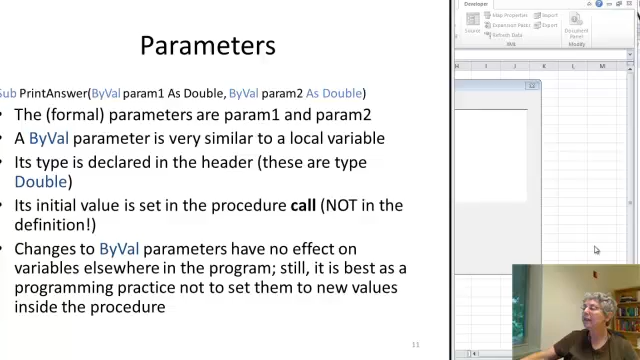 Parameters
Sub PrintAnswer(ByVal param1 As Double, ByVal param2 As Double)
• The (formal) parameters are param1 and param2
• A ByVal parameter is very similar to a local variable
• Its type is declared in the header (these are type
Double)
• Its initial value is set in the procedure call (NOT in the
definition!)
• Changes to ByVal parameters have no effect on
variables elsewhere in the program; still, it is best as a
programming practice not to set them to new values
inside the procedure
11
Developer
Source
Map Properties
Expansion Packs
Refresh Data
Import
Export
XML
Document
Panel
Modify
H I J K L M